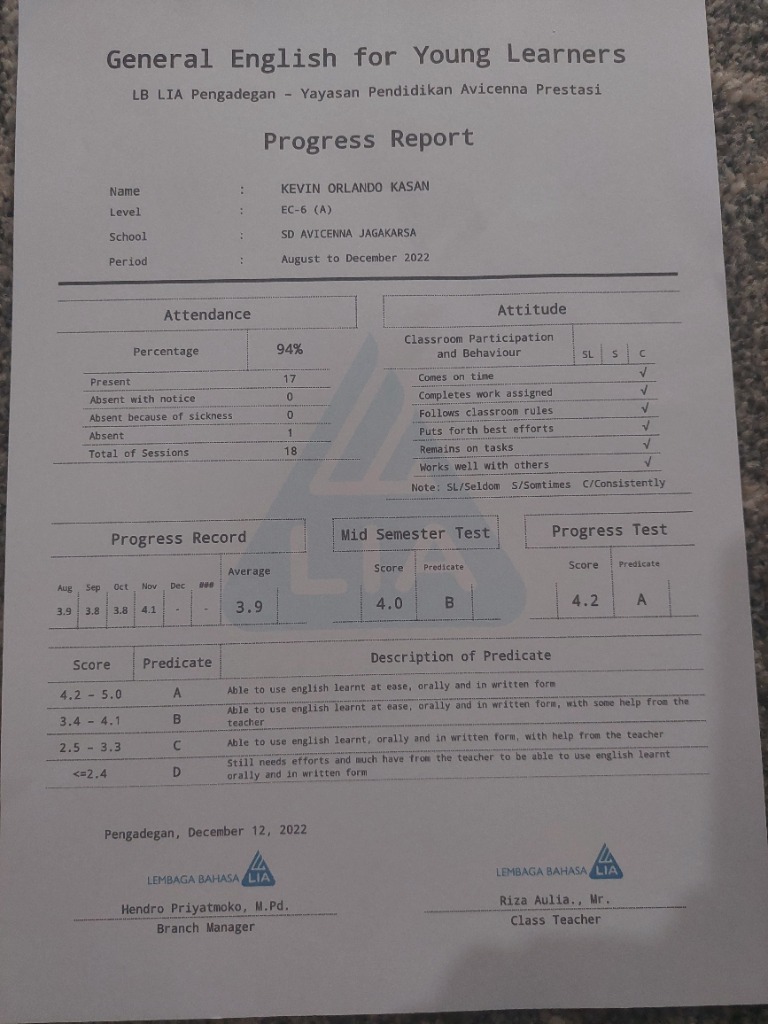 General English for Young Learners
LB LIA Pengadegan - Yayasan Pendidikan Avicenna Prestasi
Progress Report
Name : KEVIN ORLANDO KASAN
Level : EC-6 (A)
School : SD AVICENNA JAGAKARSA
Period : August to December 2022
Attendance
Percentage 94%
Present 17
Absent with notice 0
Absent because of sickness 0
Absent 1
Total of Sessions 18
Attitude
Classroom Participation
and Behaviour SL S C
Comes on time √
Completes work assigned √
Follows classroom rules √
Puts forth best efforts √
Remains on tasks √
Works well with others √
Note: SL/Seldom S/Somtimes C/Consistently
Progress Record
Aug Sep Oct Nov Dec ### Average
3.9 3.8 3.8 4.1 - - 3.9
Mid Semester Test
Score Predicate
4.0 B
Progress Test
Score Predicate
4.2 A
LIA
Score Predicate Description of Predicate
4.2 - 5.0 A Able to use english learnt at ease, orally and in written form
3.4 - 4.1 B Able to use english learnt at ease, orally and in written form, with some help from the
teacher
2.5 - 3.3 C Able to use english learnt, orally and in written form, with help from the teacher
<=2.4 D Still needs efforts and much have from the teacher to be able to use english learnt
orally and in written form
Pengadegan, December 12, 2022
LEMBAGA BAHASA LIA
Hendro Priyatmoko, M.Pd.
Branch Manager
LEMBAGA BAHASA LIA
Riza Aulia., Mr.
Class Teacher